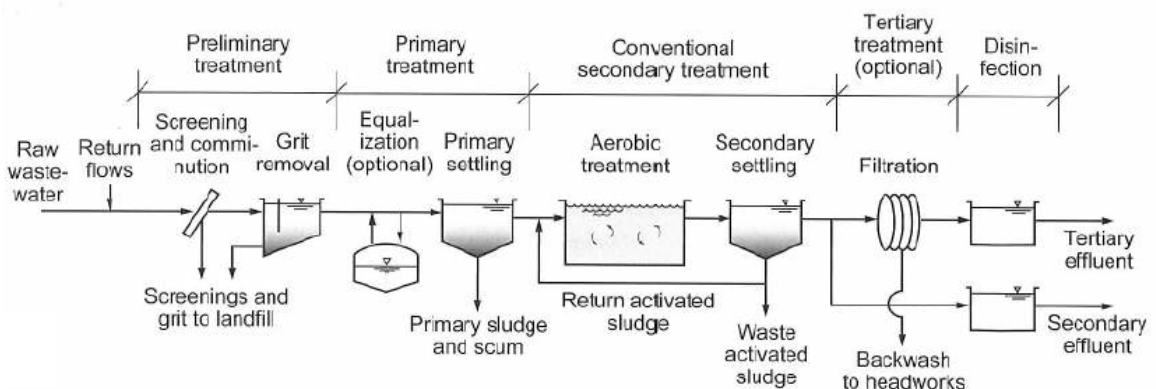 Preliminary
treatment
Primary
treatment
Conventional
secondary treatment
Tertiary
treatment
(optional)
Disin-
fection
Raw
waste-
water
Return
flows
Screening
and commi-
nution
Grit
removal
Equal-
ization
(optional)
Primary
settling
Aerobic
treatment
Secondary
settling
Filtration
Screenings and
grit to landfill
Primary sludge
and scum
Return activated
sludge
Waste
activated
sludge
Backwash
to headworks
Tertiary
effluent
Secondary
effluent